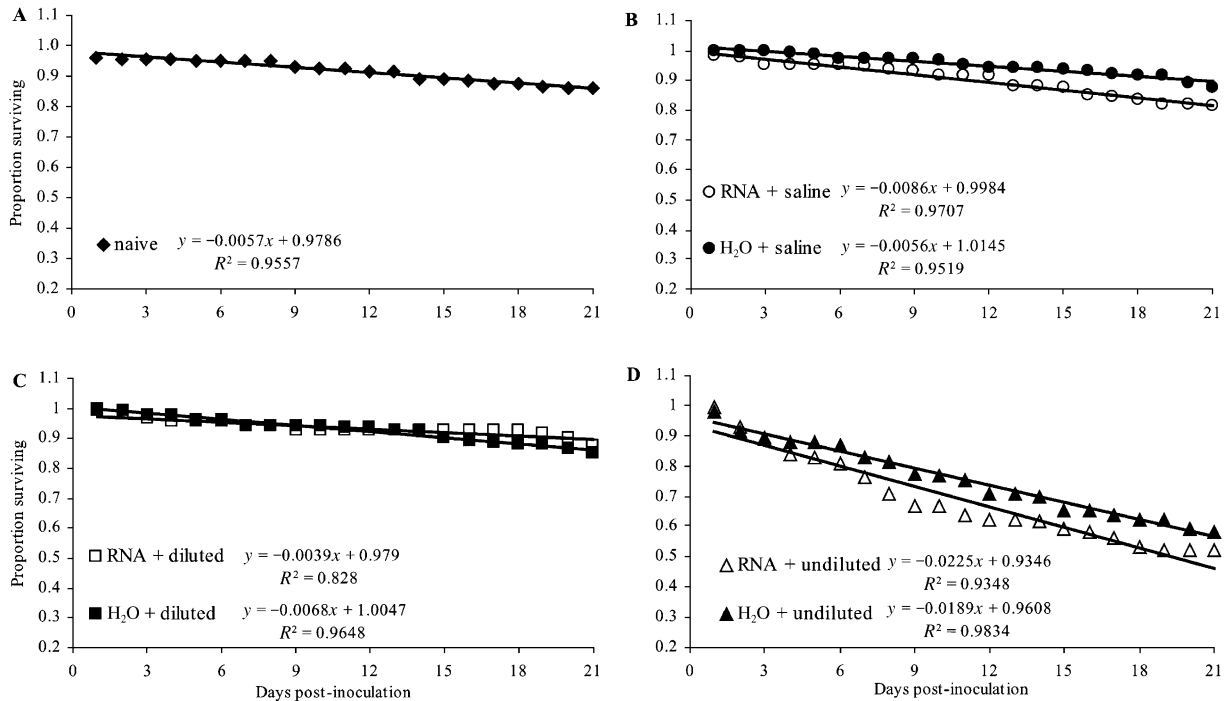 A
1.1
1.0
0.9
0.8
0.7
0.6
0.5
0.4
0.3
0.2
Proportion surviving
naive
y = −0.0057x + 0.9786
R² = 0.9557
0 3 6 9 12 15 18 21
B
1.1
1
0.9
0.8
0.7
0.6
0.5
0.4
0.3
0.2
RNA + saline
y = −0.0086x + 0.9984
R² = 0.9707
H₂O + saline
y = −0.0056x + 1.0145
R² = 0.9519
0 3 6 9 12 15 18 21
C
1.1
1
0.9
0.8
0.7
0.6
0.5
0.4
0.3
0.2
Proportion surviving
RNA + diluted
y = −0.0039x + 0.979
R² = 0.828
H₂O + diluted
y = −0.0068x + 1.0047
R² = 0.9648
0 3 6 9 12 15 18 21
Days post-inoculation
D
1.1
1
0.9
0.8
0.7
0.6
0.5
0.4
0.3
0.2
RNA + undiluted
y = −0.0225x + 0.9346
R² = 0.9348
H₂O + undiluted
y = −0.0189x + 0.9608
R² = 0.9834
0 3 6 9 12 15 18 21
Days post-inoculation